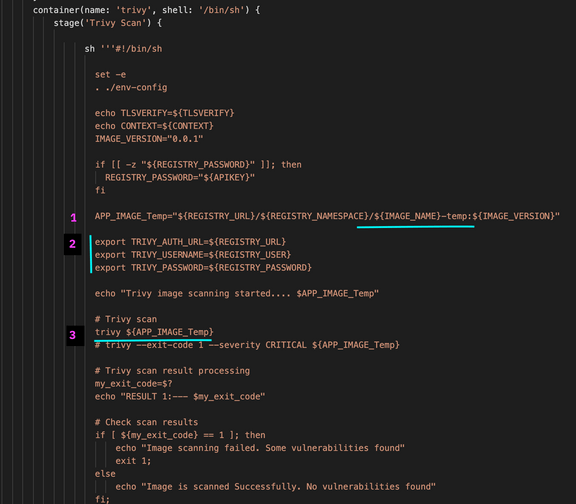 container(name: 'trivy', shell: '/bin/sh') {
stage('Trivy Scan') {
sh '''#!/bin/sh
set -e
. ./env-config
echo TLSVERIFY=${TLSVERIFY}
echo CONTEXT=${CONTEXT}
IMAGE_VERSION="0.0.1"
if [[ -z "${REGISTRY_PASSWORD}" ]]; then
REGISTRY_PASSWORD="${APIKEY}"
fi
1 APP_IMAGE_Temp="${REGISTRY_URL}/${REGISTRY_NAMESPACE}/${IMAGE_NAME}-temp:${IMAGE_VERSION}"
2 export TRIVY_AUTH_URL=${REGISTRY_URL}
export TRIVY_USERNAME=${REGISTRY_USER}
export TRIVY_PASSWORD=${REGISTRY_PASSWORD}
echo "Trivy image scanning started.... $APP_IMAGE_Temp"
# Trivy scan
3 trivy ${APP_IMAGE_Temp}
# trivy --exit-code 1 --severity CRITICAL ${APP_IMAGE_Temp}
# Trivy scan result processing
my_exit_code=$?
echo "RESULT 1:--- $my_exit_code"
# Check scan results
if [ ${my_exit_code} == 1 ]; then
echo "Image scanning failed. Some vulnerabilities found"
exit 1;
else
echo "Image is scanned Successfully. No vulnerabilities found"
fi;